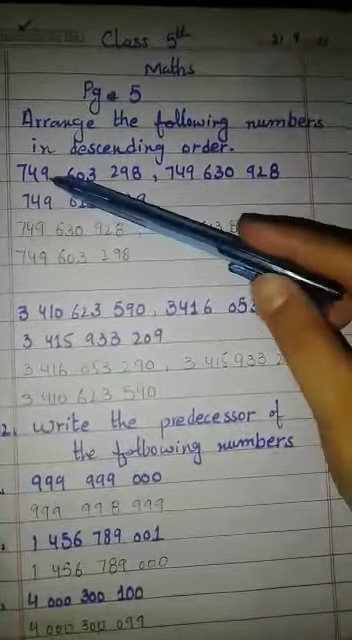 Class 5th
Maths
Pg 5
Arrange the following numbers
in descending order.
749 603 298, 749 630 928
749
749 630 928,
749 603 298
3 410 623 590, 3416 053
3 415 933 209
3 416 053 290, 3 415 933 2
3 410 623 590
2. Write the predecessor of
the following numbers
999 999 000
999 998 999
1 456 789 001
1 456 789 000
4 000 300 100
4 000 300 099